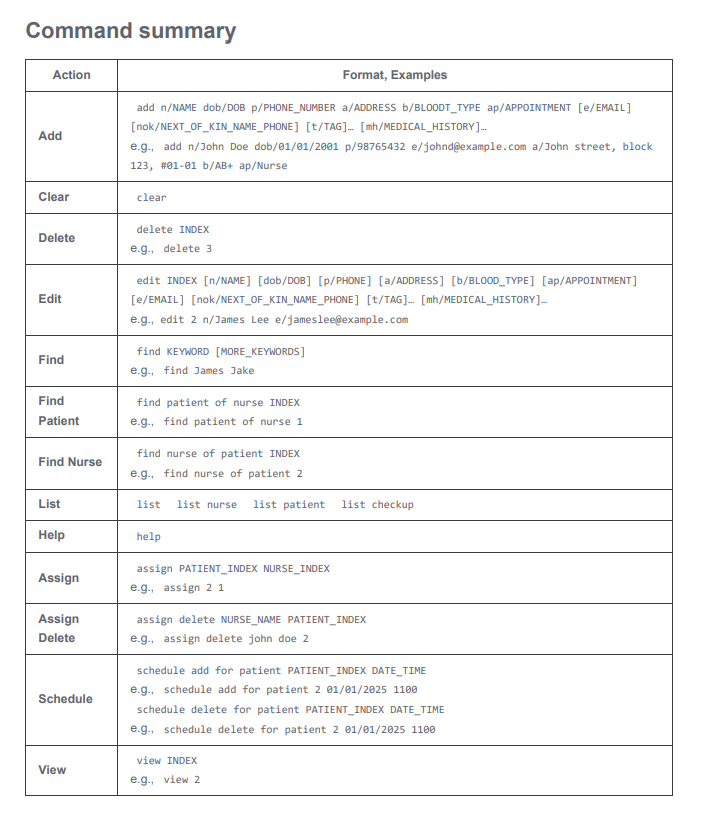 Command summary
Action Format, Examples
Add
add n/NAME dob/DOB p/PHONE_NUMBER a/ADDRESS b/BLOODT_TYPE ap/APPOINTMENT [e/EMAIL]
[nok/NEXT_OF_KIN_NAME_PHONE] [t/TAG]… [mh/MEDICAL_HISTORY]…
e.g., add n/John Doe dob/01/01/2001 p/98765432 e/johnd@example.com a/John street, block
123, #01-01 b/AB+ ap/Nurse
Clear clear
Delete
delete INDEX
e.g., delete 3
Edit
edit INDEX [n/NAME] [dob/DOB] [p/PHONE] [a/ADDRESS] [b/BLOOD_TYPE] [ap/APPOINTMENT]
[e/EMAIL] [nok/NEXT_OF_KIN_NAME_PHONE] [t/TAG]… [mh/MEDICAL_HISTORY]…
e.g., edit 2 n/James Lee e/jameslee@example.com
Find
find KEYWORD [MORE_KEYWORDS]
e.g., find James Jake
Find
Patient
find patient of nurse INDEX
e.g., find patient of nurse 1
Find Nurse
find nurse of patient INDEX
e.g., find nurse of patient 2
List list list nurse list patient list checkup
Help help
Assign
assign PATIENT_INDEX NURSE_INDEX
e.g., assign 2 1
Assign
Delete
assign delete NURSE_NAME PATIENT_INDEX
e.g., assign delete john doe 2
Schedule
schedule add for patient PATIENT_INDEX DATE_TIME
e.g., schedule add for patient 2 01/01/2025 1100
schedule delete for patient PATIENT_INDEX DATE_TIME
e.g., schedule delete for patient 2 01/01/2025 1100
View
view INDEX
e.g., view 2